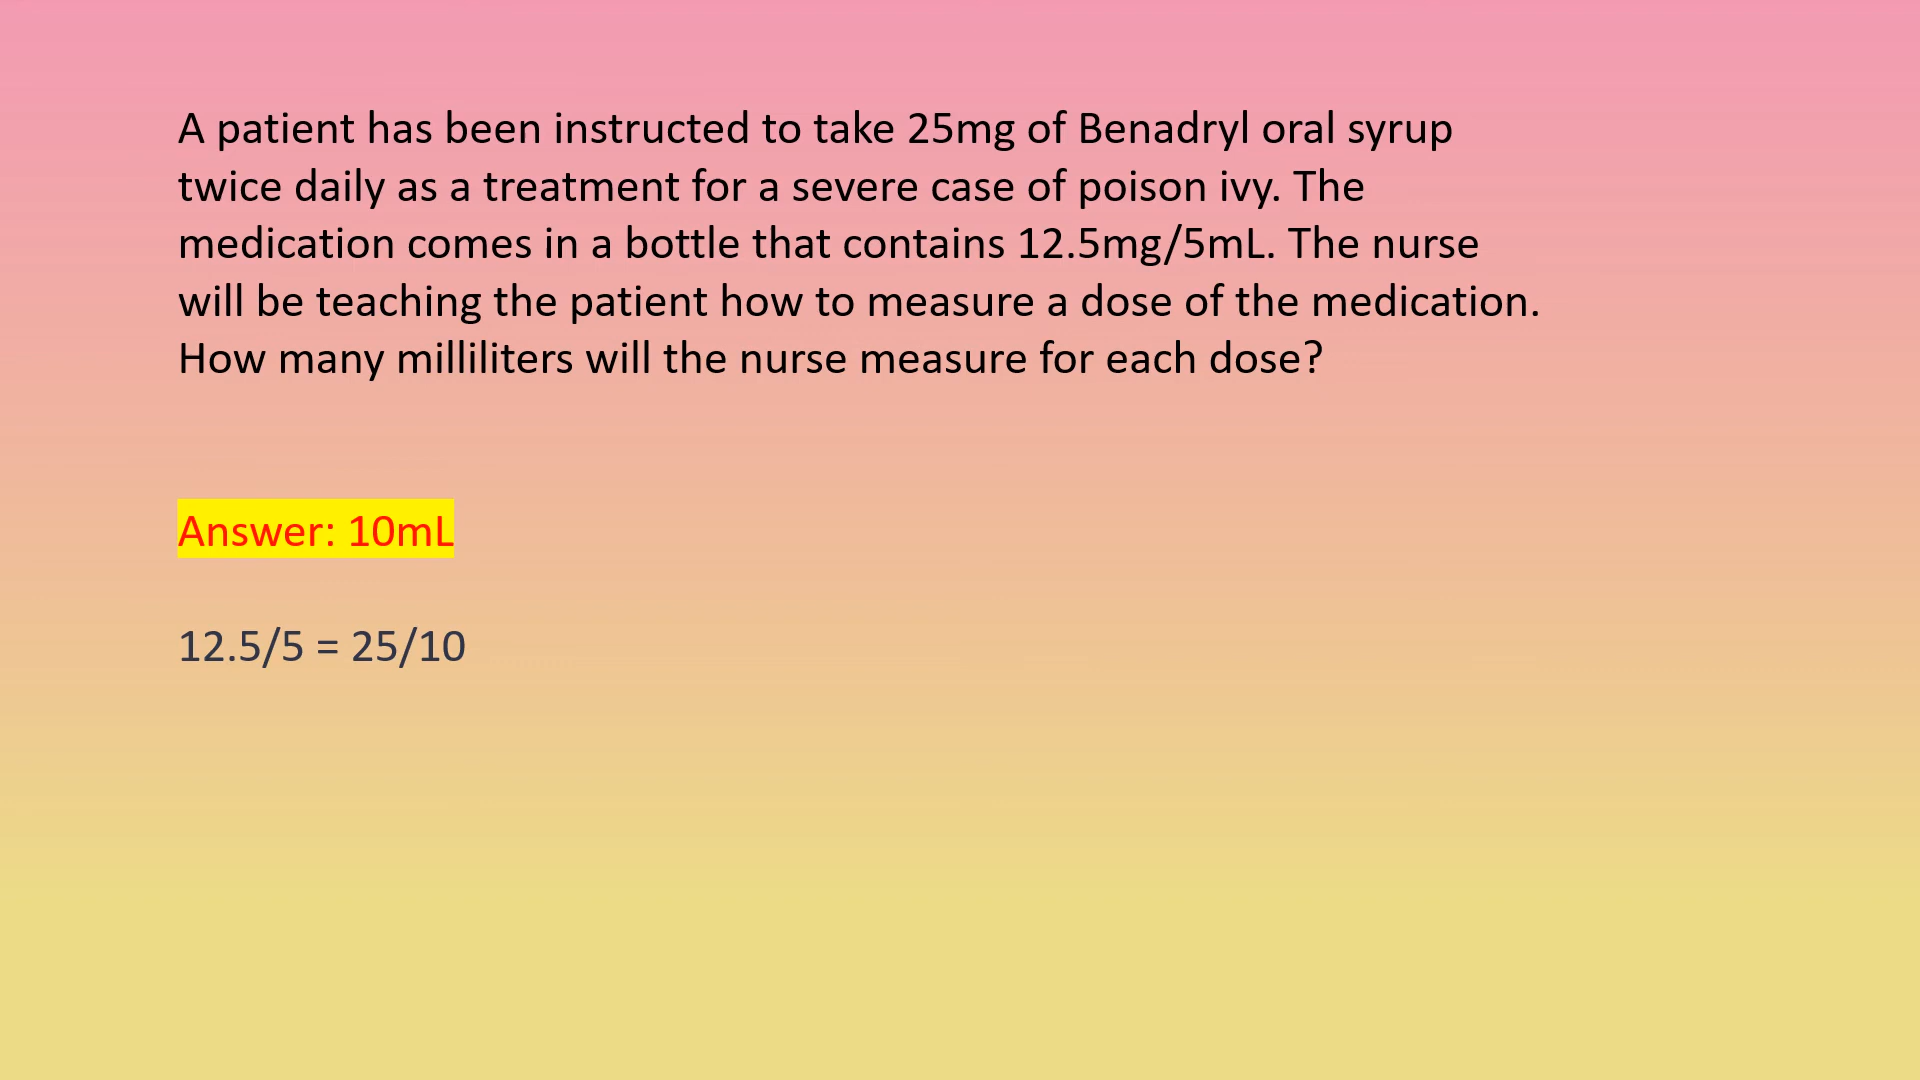 A patient has been instructed to take 25mg of Benadryl oral syrup
twice daily as a treatment for a severe case of poison ivy. The
medication comes in a bottle that contains 12.5mg/5mL. The nurse
will be teaching the patient how to measure a dose of the medication.
How many milliliters will the nurse measure for each dose?
Answer: 10mL
12.5/5 = 25/10